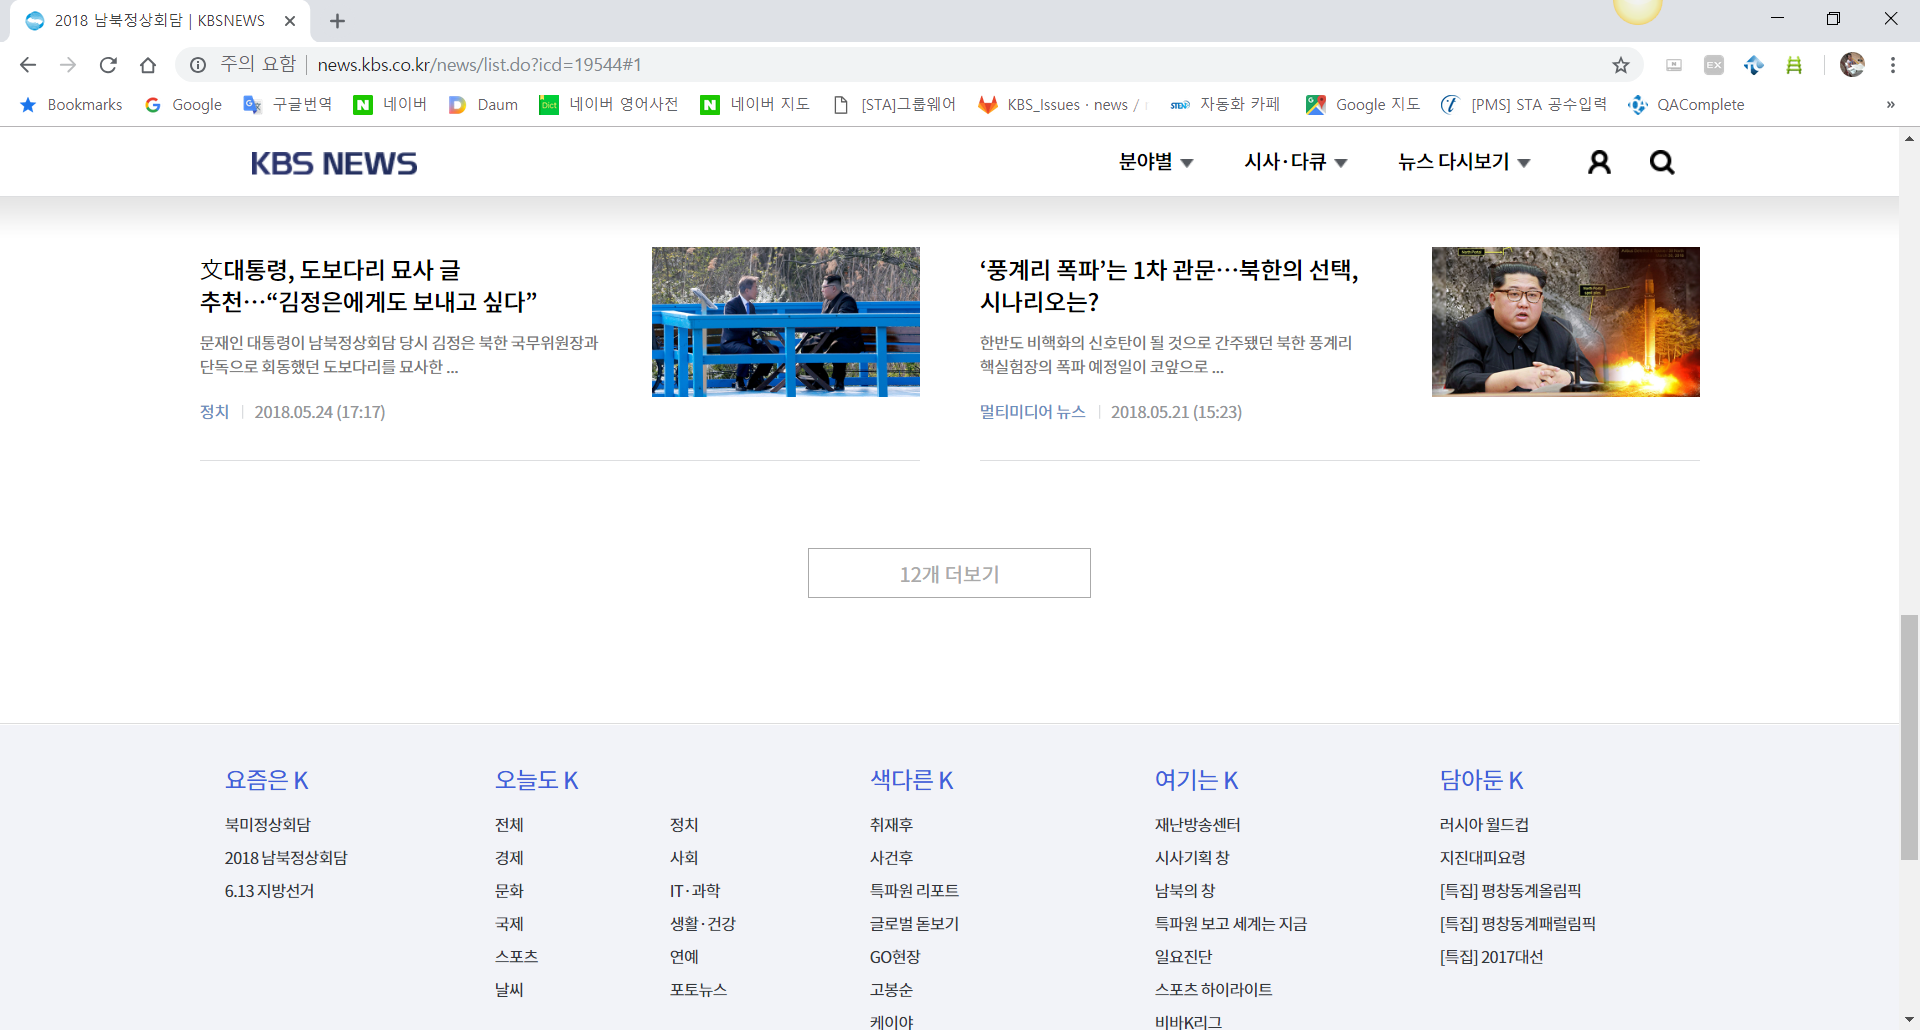 2018 남북정상회담 | KBSNEWS
주의 요함 | news.kbs.co.kr/news/list.do?icd=19544#1
Bookmarks Google 구글번역 네이버 Daum 네이버 영어사전 네이버 지도 [STA]그룹웨어 KBS_Issues · news / 자동화 카페 Google 지도 [PMS] STA 공수입력 QAComplete »
KBS NEWS 분야별 시사·다큐 뉴스 다시보기
文대통령, 도보다리 묘사 글
추천…“김정은에게도 보내고 싶다”
문재인 대통령이 남북정상회담 당시 김정은 북한 국무위원장과
단독으로 회동했던 도보다리를 묘사한 ...
정치 | 2018.05.24 (17:17)
‘풍계리 폭파’는 1차 관문…북한의 선택,
시나리오는?
한반도 비핵화의 신호탄이 될 것으로 간주됐던 북한 풍계리
핵실험장의 폭파 예정일이 코앞으로 ...
멀티미디어 뉴스 | 2018.05.21 (15:23)
12개 더보기
요즘은 K
북미정상회담
2018 남북정상회담
6.13 지방선거
오늘도 K
전체 정치
경제 사회
문화 IT·과학
국제 생활·건강
스포츠 연예
날씨 포토뉴스
색다른 K
취재후
사건후
특파원 리포트
글로벌 돋보기
GO현장
고봉순
케이야
여기는 K
재난방송센터
시사기획 창
남북의 창
특파원 보고 세계는 지금
일요진단
스포츠 하이라이트
비바K리그
담아둔 K
러시아 월드컵
지진대피요령
[특집] 평창동계올림픽
[특집] 평창동계패럴림픽
[특집] 2017대선